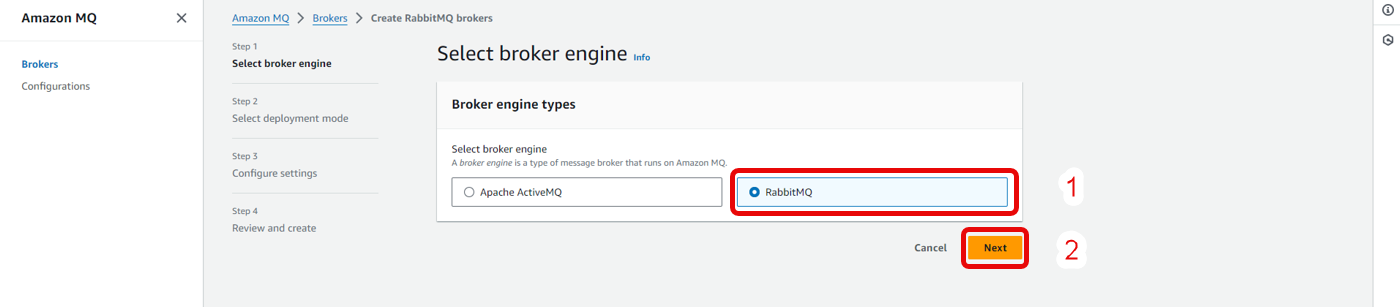 Amazon MQ
Brokers
Configurations
Amazon MQ > Brokers > Create RabbitMQ brokers
Step 1
Select broker engine
Step 2
Select deployment mode
Step 3
Configure settings
Step 4
Review and create
Select broker engine Info
Broker engine types
Select broker engine
A broker engine is a type of message broker that runs on Amazon MQ.
Apache ActiveMQ
RabbitMQ
1
Cancel
Next
2